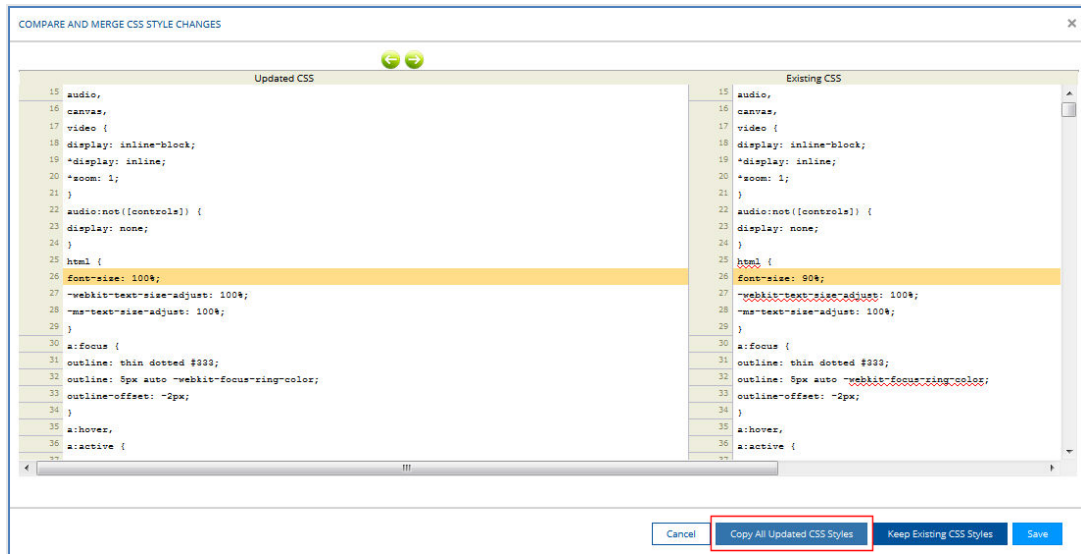 COMPARE AND MERGE CSS STYLE CHANGES
×
Updated CSS
15 audio,
16 canvas,
17 video {
18 display: inline-block;
19 *display: inline;
20 *zoom: 1;
21 }
22 audio:not([controls]) {
23 display: none;
24 }
25 html {
26 font-size: 100%;
27 -webkit-text-size-adjust: 100%;
28 -ms-text-size-adjust: 100%;
29 }
30 a:focus {
31 outline: thin dotted #333;
32 outline: 5px auto -webkit-focus-ring-color;
33 outline-offset: -2px;
34 }
35 a:hover,
36 a:active {
37
Existing CSS
15 audio,
16 canvas,
17 video {
18 display: inline-block;
19 *display: inline;
20 *zoom: 1;
21 }
22 audio:not([controls]) {
23 display: none;
24 }
25 html {
26 font-size: 90%;
27 -webkit-text-size-adjust: 100%;
28 -ms-text-size-adjust: 100%;
29 }
30 a:focus {
31 outline: thin dotted #333;
32 outline: 5px auto -webkit-focus-ring-color;
33 outline-offset: -2px;
34 }
35 a:hover,
36 a:active {
37
Cancel
Copy All Updated CSS Styles
Keep Existing CSS Styles
Save